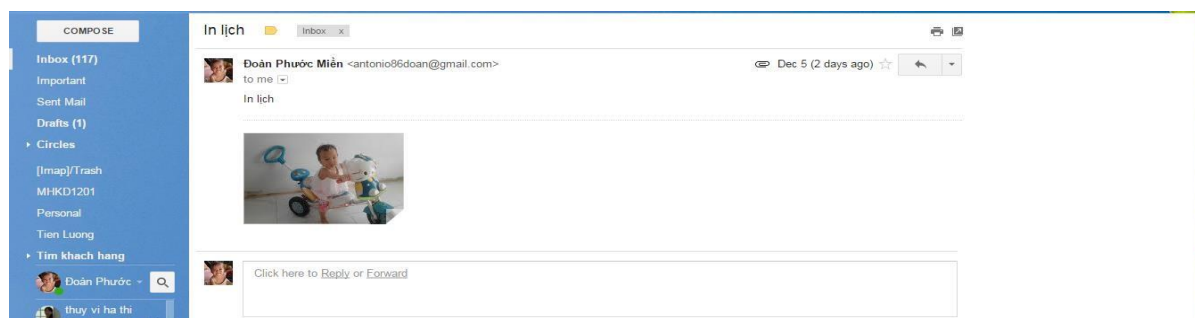 COMPOSE
Inbox (117)
Important
Sent Mail
Drafts (1)
Circles
[Imap]/Trash
MHKD1201
Personal
Tien Luong
Tim khach hang
Đoàn Phước
thuy vi ha thi
In lịch
Inbox x
Đoàn Phước Miền <antonio86doan@gmail.com>
Dec 5 (2 days ago)
to me
In lịch
Click here to Reply or Forward